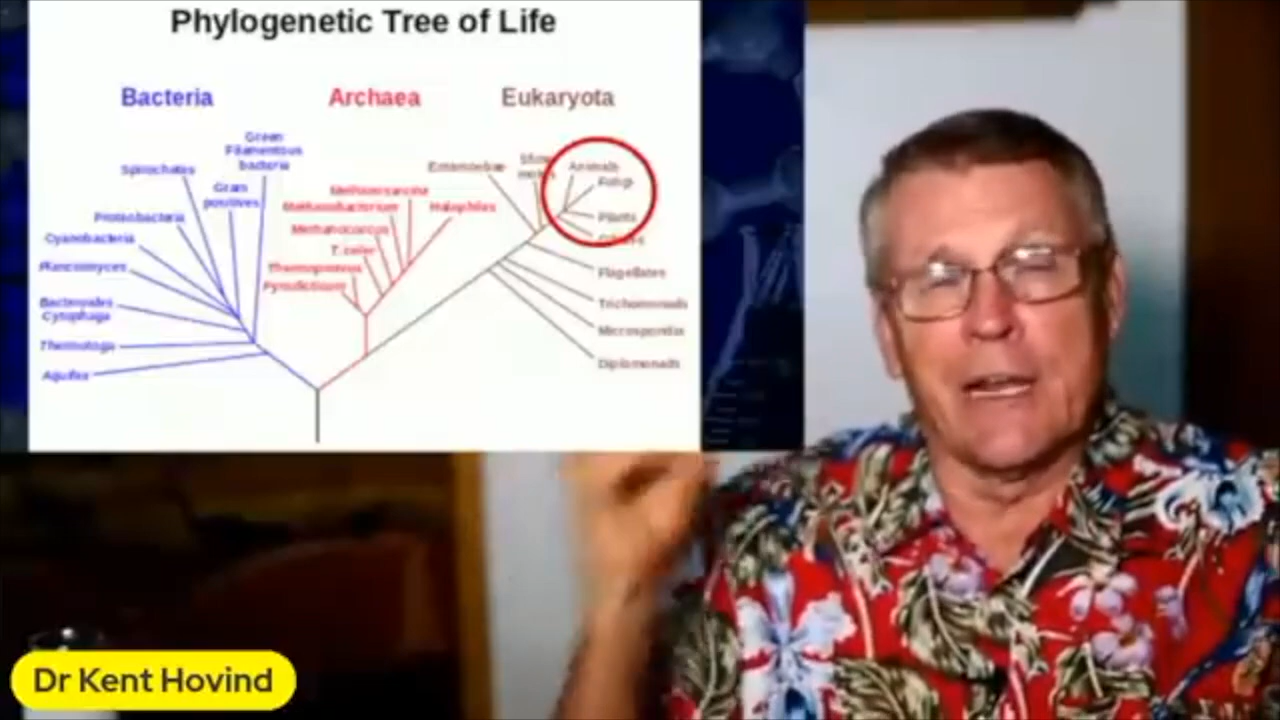 Phylogenetic Tree of Life
Bacteria
Archaea
Eukaryota
Green
Filamentous
bacteria
Spirochetes
Gram
positives
Proteobacteria
Cyanobacteria
Planctomyces
Bacteroides
Cytophaga
Thermotoga
Aquifex
Methanosarcina
Methanobacterium
Halophiles
Methanococcus
T. celer
Thermoproteus
Pyrodicticum
Entamoebae
Slime
Animals
Fungi
Plants
Flagellates
Trichomonads
Microsporidia
Diplomonads
Dr Kent Hovind